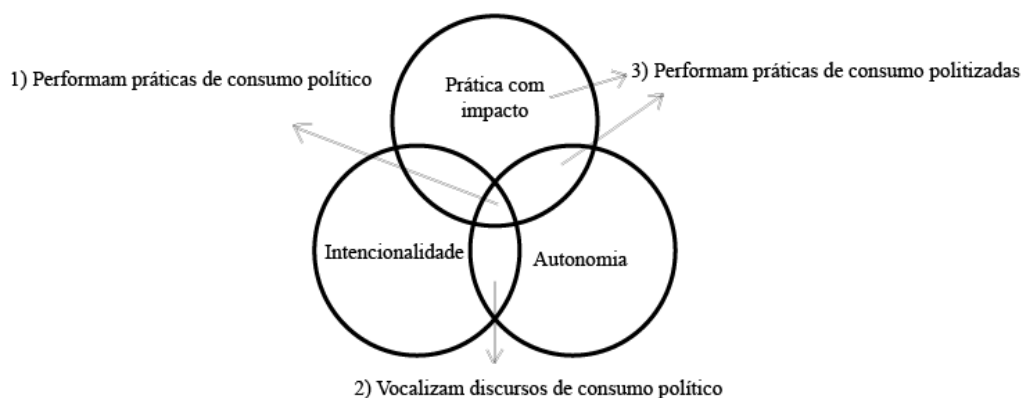 1) Performam práticas de consumo político
3) Performam práticas de consumo politizadas
Prática com
impacto
Intencionalidade
Autonomia
2) Vocalizam discursos de consumo político